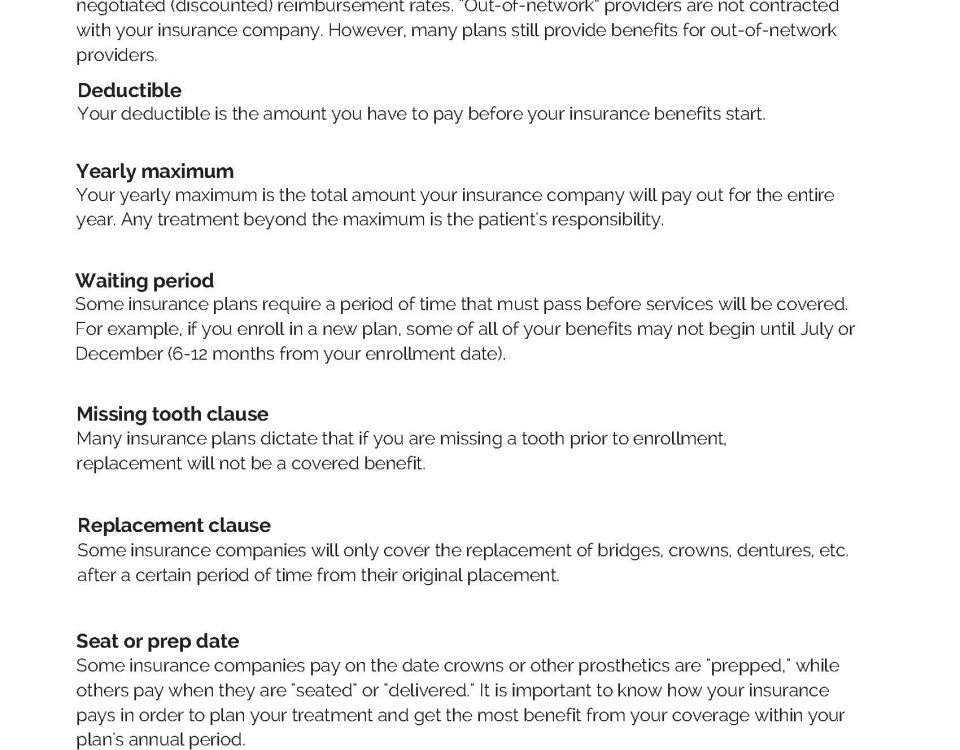 negotiated (discounted) reimbursement rates. "Out-of-network" providers are not contracted
with your insurance company. However, many plans still provide benefits for out-of-network
providers.
Deductible
Your deductible is the amount you have to pay before your insurance benefits start.
Yearly maximum
Your yearly maximum is the total amount your insurance company will pay out for the entire
year. Any treatment beyond the maximum is the patient's responsibility.
Waiting period
Some insurance plans require a period of time that must pass before services will be covered.
For example, if you enroll in a new plan, some of all of your benefits may not begin until July or
December (6-12 months from your enrollment date).
Missing tooth clause
Many insurance plans dictate that if you are missing a tooth prior to enrollment,
replacement will not be a covered benefit.
Replacement clause
Some insurance companies will only cover the replacement of bridges, crowns, dentures, etc.
after a certain period of time from their original placement.
Seat or prep date
Some insurance companies pay on the date crowns or other prosthetics are "prepped," while
others pay when they are "seated" or "delivered." It is important to know how your insurance
pays in order to plan your treatment and get the most benefit from your coverage within your
plan's annual period.